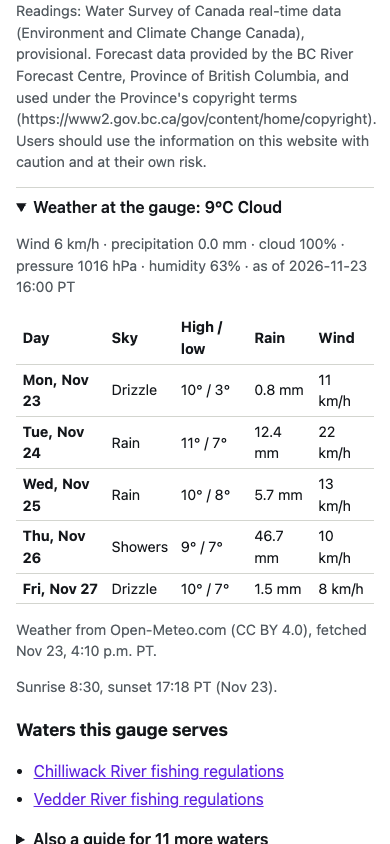 Readings: Water Survey of Canada real-time data
(Environment and Climate Change Canada),
provisional. Forecast data provided by the BC River
Forecast Centre, Province of British Columbia, and
used under the Province's copyright terms
(https://www2.gov.bc.ca/gov/content/home/copyright).
Users should use the information on this website with
caution and at their own risk.
▼ Weather at the gauge: 9°C Cloud
Wind 6 km/h · precipitation 0.0 mm · cloud 100% ·
pressure 1016 hPa · humidity 63% · as of 2026-11-23
16:00 PT
Day Sky High / low Rain Wind
Mon, Nov 23 Drizzle 10° / 3° 0.8 mm 11 km/h
Tue, Nov 24 Rain 11° / 7° 12.4 mm 22 km/h
Wed, Nov 25 Rain 10° / 8° 5.7 mm 13 km/h
Thu, Nov 26 Showers 9° / 7° 46.7 mm 10 km/h
Fri, Nov 27 Drizzle 10° / 7° 1.5 mm 8 km/h
Weather from Open-Meteo.com (CC BY 4.0), fetched
Nov 23, 4:10 p.m. PT.
Sunrise 8:30, sunset 17:18 PT (Nov 23).
Waters this gauge serves
• Chilliwack River fishing regulations
• Vedder River fishing regulations
▶ Also a guide for 11 more waters